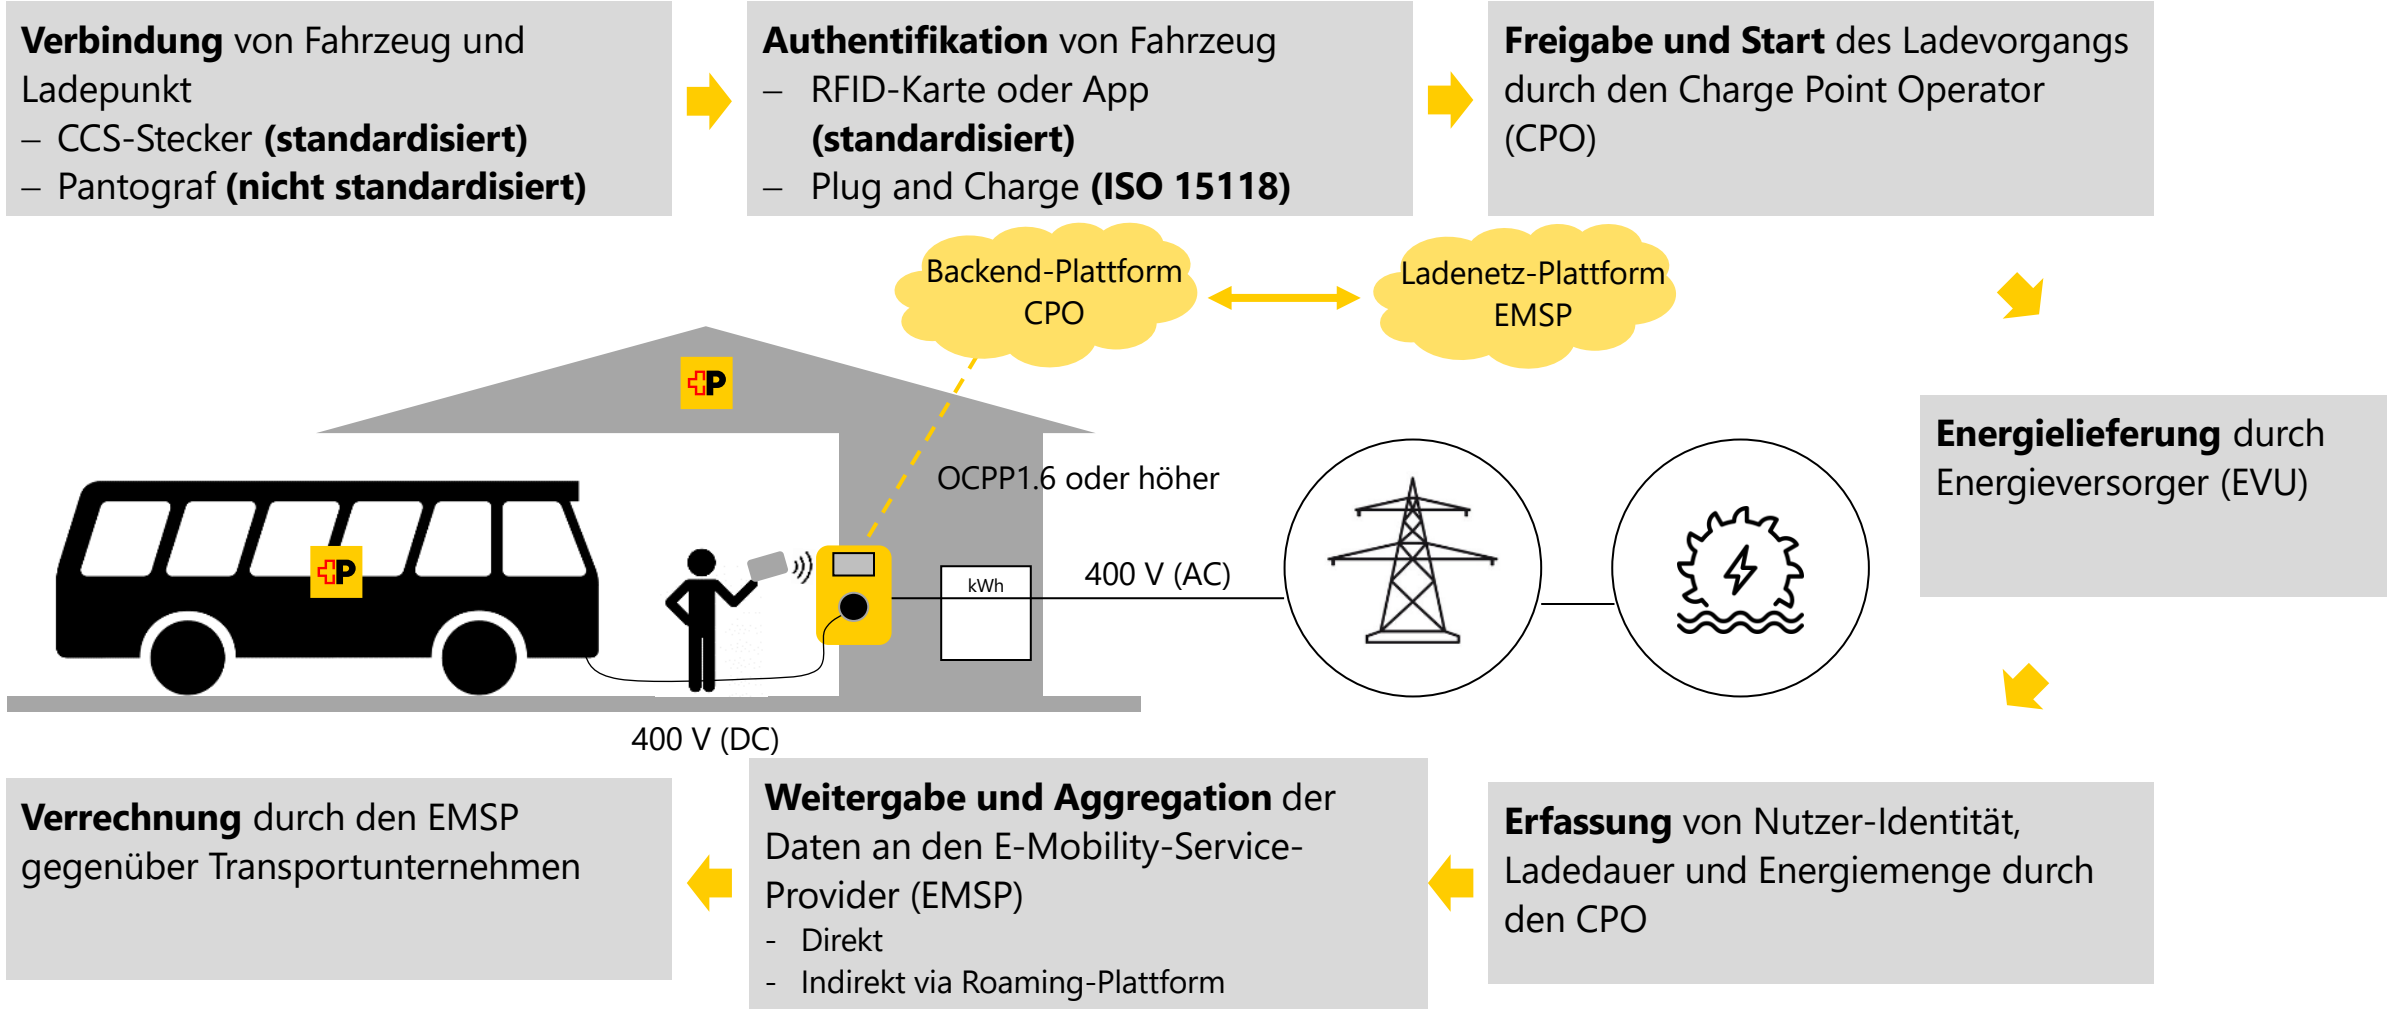 Verbindung von Fahrzeug und
Ladepunkt
– CCS-Stecker (standardisiert)
– Pantograf (nicht standardisiert)
Authentifikation von Fahrzeug
– RFID-Karte oder App
(standardisiert)
– Plug and Charge (ISO 15118)
Freigabe und Start des Ladevorgangs
durch den Charge Point Operator
(CPO)
Backend-Plattform
CPO
Ladenetz-Plattform
EMSP
P
OCPP1.6 oder höher
Energielieferung durch
Energieversorger (EVU)
P
kWh
400 V (AC)
400 V (DC)
Verrechnung durch den EMSP
gegenüber Transportunternehmen
Weitergabe und Aggregation der
Daten an den E-Mobility-Service-
Provider (EMSP)
- Direkt
- Indirekt via Roaming-Plattform
Erfassung von Nutzer-Identität,
Ladedauer und Energiemenge durch
den CPO